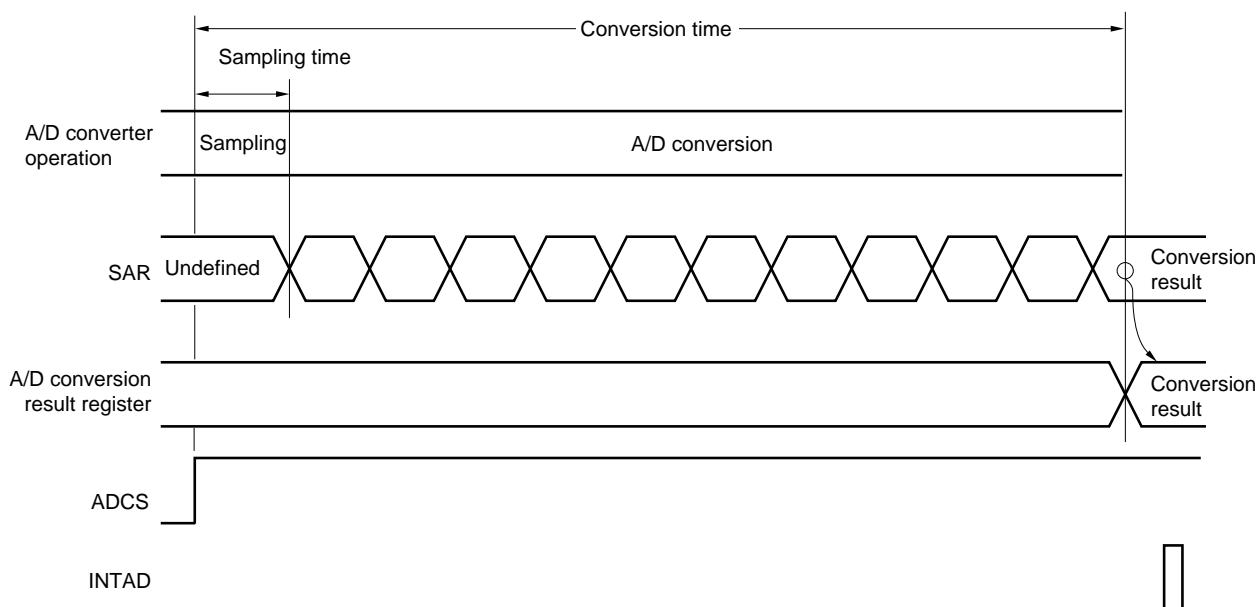 Conversion time
Sampling time
A/D converter
operation
Sampling
A/D conversion
SAR
Undefined
Conversion
result
A/D conversion
result register
Conversion
result
ADCS
INTAD